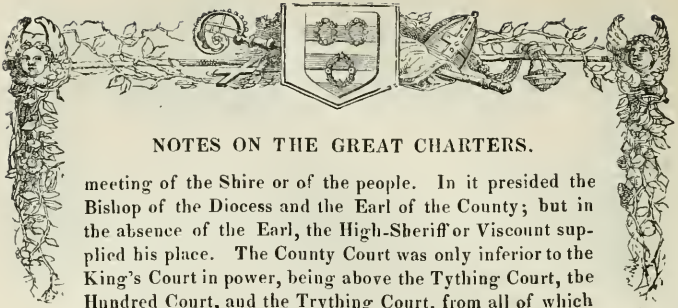 NOTES ON THE GREAT CHARTERS.
meeting of the Shire or of the people. In it presided the
Bishop of the Diocess and the Earl of the County; but in
the absence of the Earl, the High-Sheriff or Viscount sup-
plied his place. The County Court was only inferior to the
King's Court in power, being above the Tything Court, the
Hundred Court, and the Trything Court, from all of which